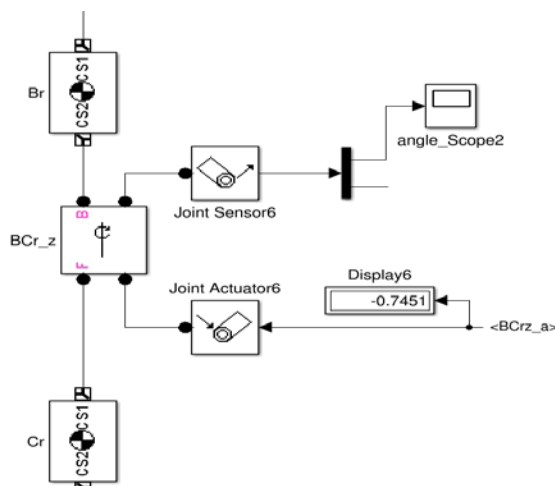 CS1
Br
CS2
angle_Scope2
Joint Sensor6
B
BCr_z
F
Joint Actuator6
Display6
-0.7451
<BCrz_a>
CS1
Cr
CS2